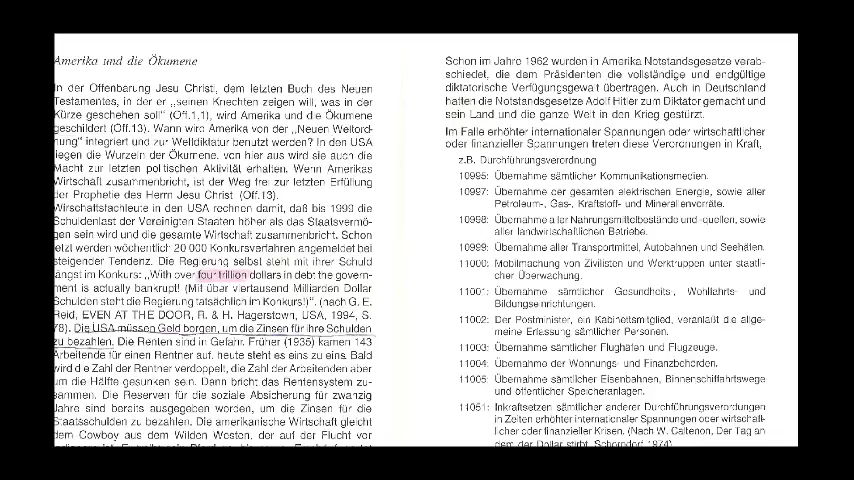 Amerika und die Ökumene
In der Offenbarung Jesu Christi, dem letzten Buch des Neuen
Testamentes, in der er „seinen Knechten zeigen will, was in der
Kürze geschehen soll" (Off.1,1), wird Amerika und die Ökumene
geschildert (Off.13). Wann wird Amerika von der „Neuen Weltord-
nung" integriert und zur Weltdiktatur benutzt werden? In den USA
liegen die Wurzeln der Ökumene, von hier aus wird sie auch die
Macht zur letzten politischen Aktivität erhalten. Wenn Amerikas
Wirtschaft zusammenbricht, ist der Weg frei zur letzten Erfüllung
der Prophetie des Herrn Jesu Christi (Off.13).
Wirtschaftsfachleute in den USA rechnen damit, daß bis 1999 die
Schuldenlast der Vereinigten Staaten höher als das Staatsvermö-
gen sein wird und die gesamte Wirtschaft zusammenbricht. Schon
jetzt werden wöchentlich 20 000 Konkursverfahren angemeldet bei
steigender Tendenz. Die Regierung selbst steht mit ihrer Schuld
längst im Konkurs: „With over four trillion dollars in debt the govern-
ment is actually bankrupt! (Mit über viertausend Milliarden Dollar
Schulden steht die Regierung tatsächlich im Konkurs!)". (nach G. E.
Reid, EVEN AT THE DOOR, R. & H. Hagerstown, USA, 1994, S.
78). Die USA müssen Geld borgen, um die Zinsen für ihre Schulden
zu bezahlen. Die Renten sind in Gefahr. Früher (1935) kamen 143
Arbeitende für einen Rentner auf, heute steht es eins zu eins. Bald
wird die Zahl der Rentner verdoppelt, die Zahl der Arbeitenden aber
um die Hälfte gesunken sein. Dann bricht das Rentensystem zu-
sammen. Die Reserven für die soziale Absicherung für zwanzig
Jahre sind bereits ausgegeben worden, um die Zinsen für die
Staatsschulden zu bezahlen. Die amerikanische Wirtschaft gleicht
dem Cowboy aus dem Wilden Westen, der auf der Flucht vor
Schon im Jahre 1962 wurden in Amerika Notstandsgesetze verab-
schiedet, die dem Präsidenten die vollständige und endgültige
diktatorische Verfügungsgewalt übertragen. Auch in Deutschland
hatten die Notstandsgesetze Adolf Hitler zum Diktator gemacht und
sein Land und die ganze Welt in den Krieg gestürzt.
Im Falle erhöhter internationaler Spannungen oder wirtschaftlicher
oder finanzieller Spannungen treten diese Verordnungen in Kraft,
z.B. Durchführungsverordnung
10995: Übernahme sämtlicher Kommunikationsmedien.
10997: Übernahme der gesamten elektrischen Energie, sowie aller
Petroleum-, Gas-, Kraftstoff- und Mineralienvorräte.
10998: Übernahme aller Nahrungsmittelbestände und -quellen, sowie
aller landwirtschaftlichen Betriebe.
10999: Übernahme aller Transportmittel, Autobahnen und Seehäfen.
11000: Mobilmachung von Zivilisten und Werktruppen unter staatli-
cher Überwachung.
11001: Übernahme sämtlicher Gesundheits-, Wohlfahrts- und
Bildungseinrichtungen.
11002: Der Postminister, ein Kabinettsmitglied, veranlaßt die allge-
meine Erfassung sämtlicher Personen.
11003: Übernahme sämtlicher Flughäfen und Flugzeuge.
11004: Übernahme der Wohnungs- und Finanzbehörden.
11005: Übernahme sämtlicher Eisenbahnen, Binnenschiffahrtswege
und öffentlicher Speicheranlagen.
11051: Inkraftsetzen sämtlicher anderer Durchführungsverordnungen
in Zeiten erhöhter internationaler Spannungen oder wirtschaft-
licher oder finanzieller Krisen. (Nach W. Caltenon, Der Tag an
dem der Dollar stirbt, Schorndorf 1974)